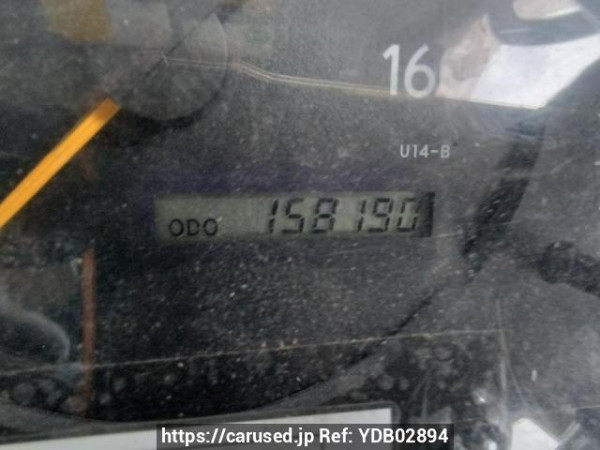 16
U14-B
ODO 158190
https://carused.jp Ref: YDB02894